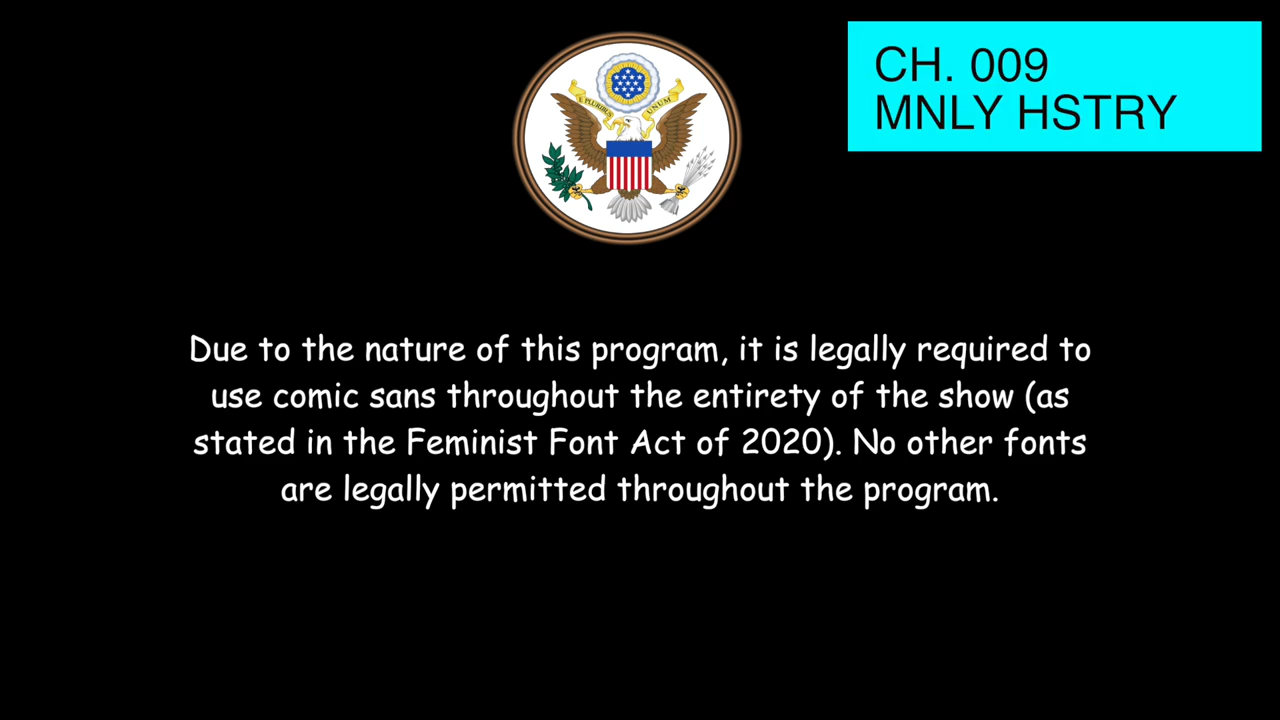 E PLURIBUS
UNUM
CH. 009
MNLY HSTRY
Due to the nature of this program, it is legally required to
use comic sans throughout the entirety of the show (as
stated in the Feminist Font Act of 2020). No other fonts
are legally permitted throughout the program.